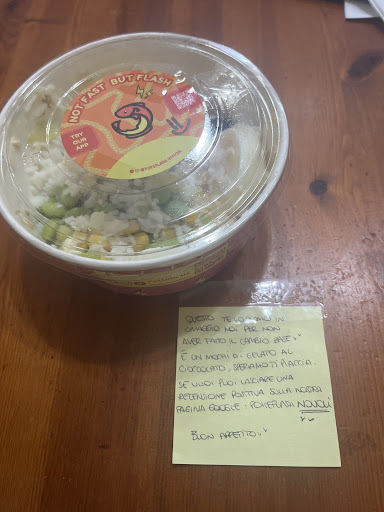 NOT FAST BUT FLASH
TRY
OUR
APP
QUESTO TE LO DIAMO IN
OMAGGIO NOI PER NON
AVER FATTO IL CAMBIO BASE
È UN MOCHI DI GELATO AL
CIOCCOLATO, SPERIAMO TI PIACCIA.
SE VUOI PUOI LASCIARE UNA
RECENSIONE POSITIVA SULLA NOSTRA
PAGINA GOOGLE - POKEFLASH NOVOLI
BUON APPETITO